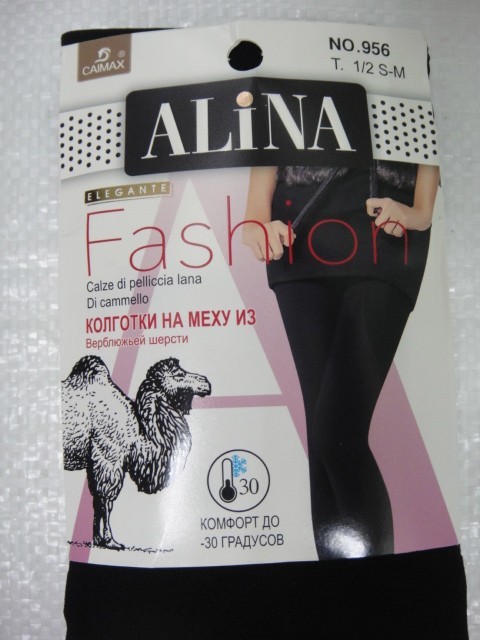 CAIMAX ®
NO.956
T. 1/2 S-M
ALiNA
ELEGANTE
Fashion
Calze di pelliccia lana
Di cammello
КОЛГОТКИ НА МЕХУ ИЗ
Верблюжьей шерсти
30
КОМФОРТ ДО
-30 ГРАДУСОВ